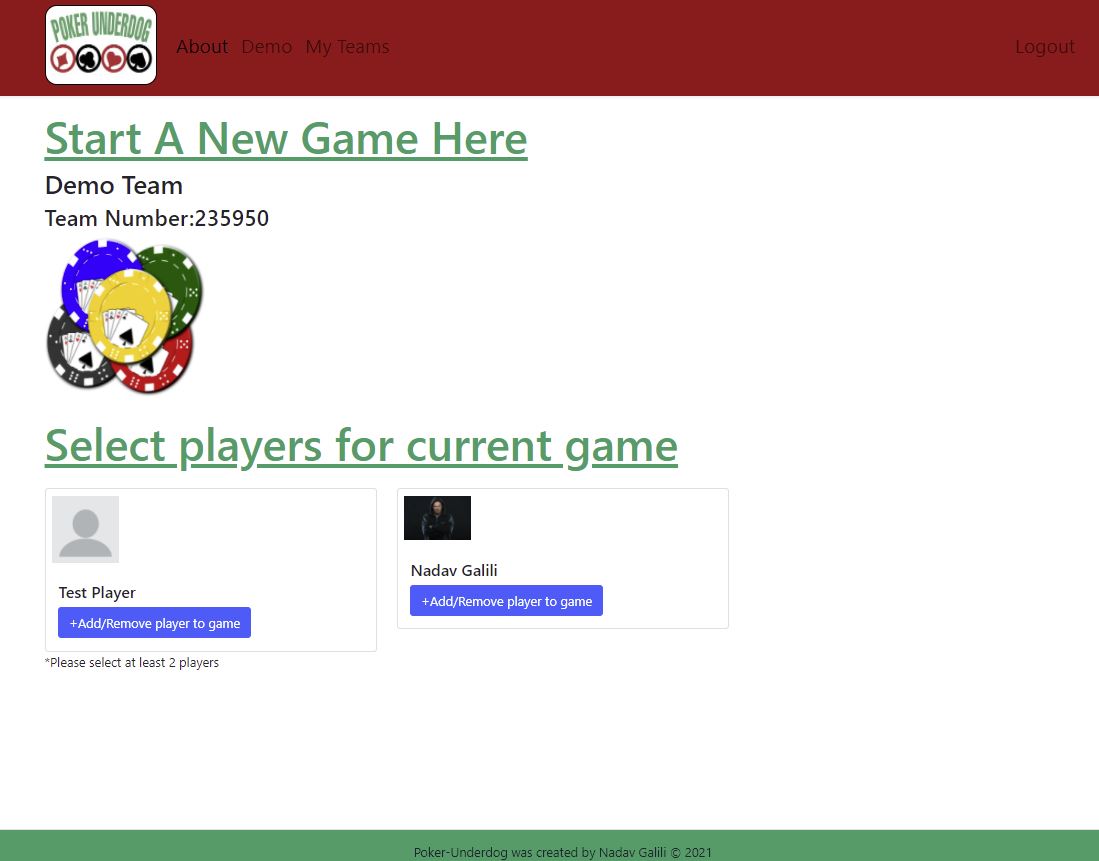 POKER UNDERDOG
About Demo My Teams Logout
Start A New Game Here
Demo Team
Team Number:235950
Select players for current game
Test Player
+Add/Remove player to game
Nadav Galili
+Add/Remove player to game
*Please select at least 2 players
Poker-Underdog was created by Nadav Galili © 2021